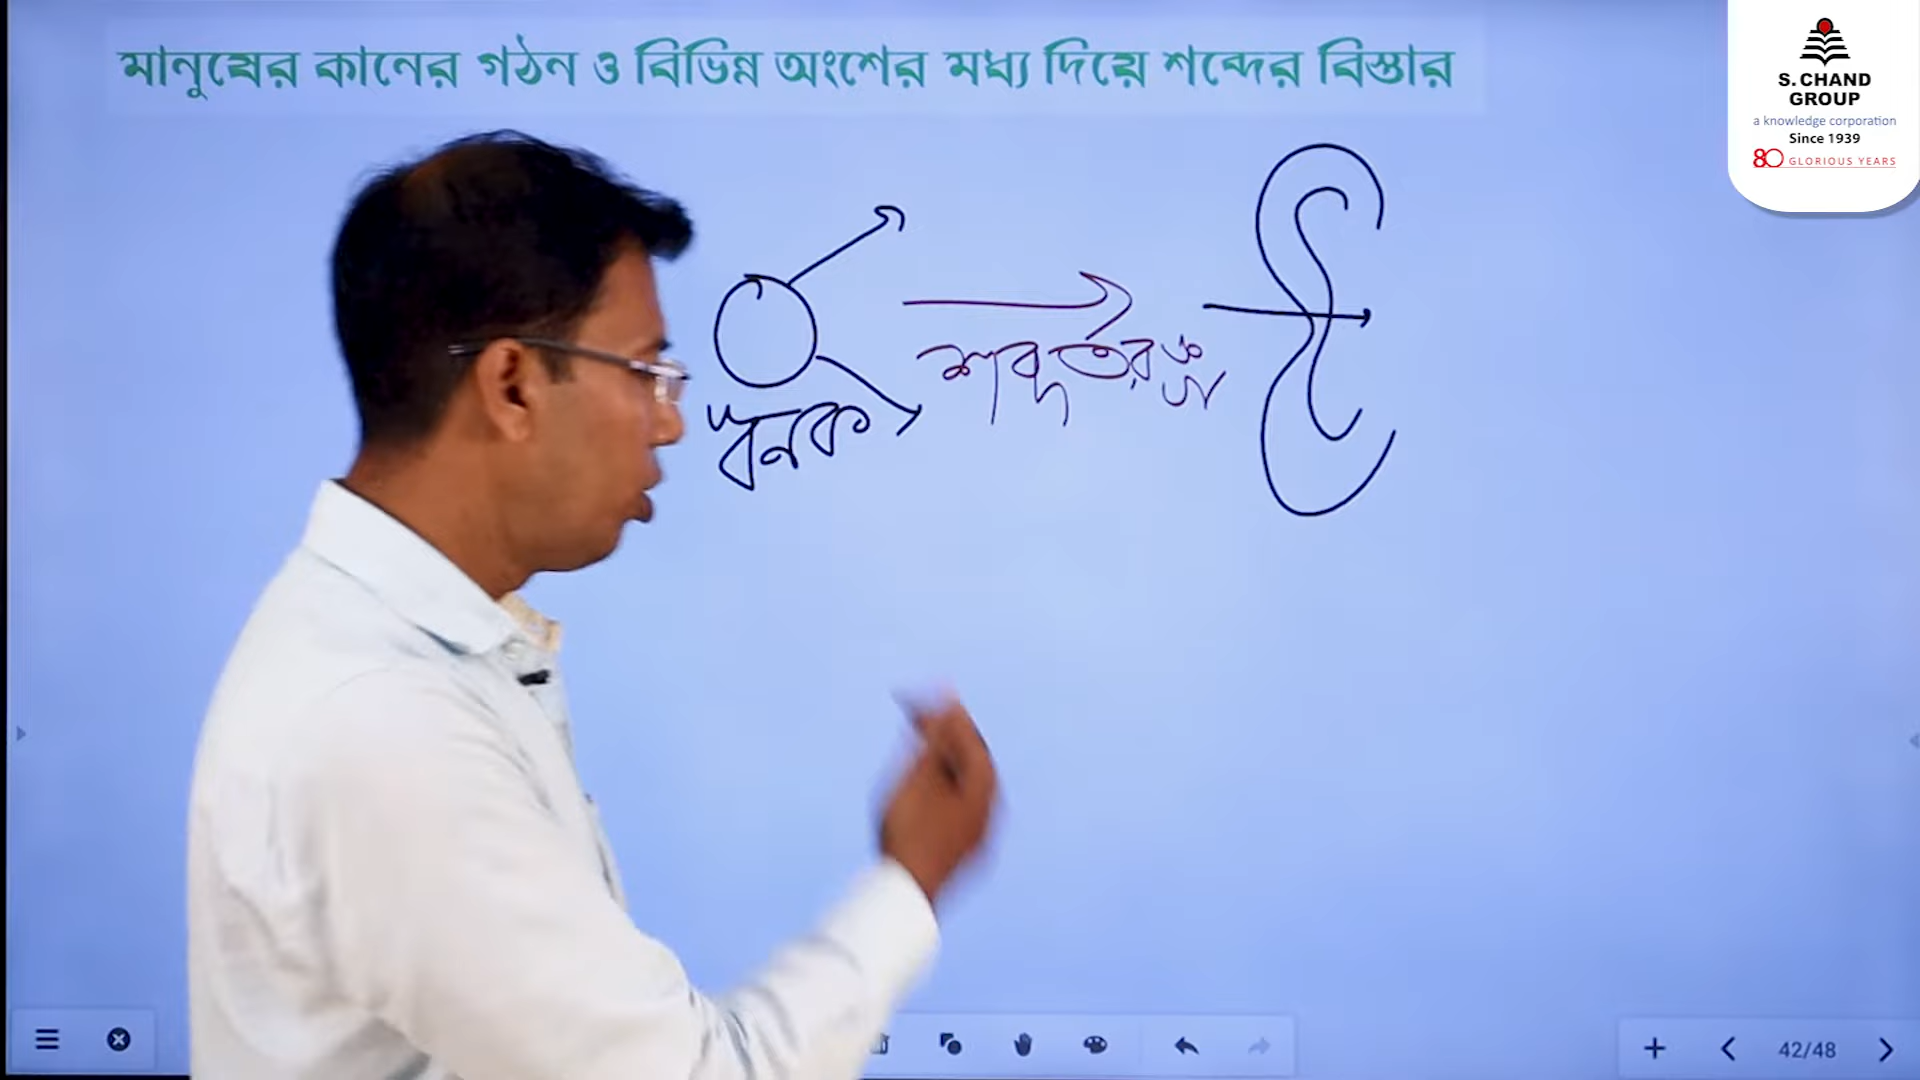 মানুষের কানের গঠন ও বিভিন্ন অংশের মধ্য দিয়ে শব্দের বিস্তার
S. CHAND
GROUP
a knowledge corporation
Since 1939
80 GLORIOUS YEARS
শব্দতরঙ্গ
স্বনক
42/48